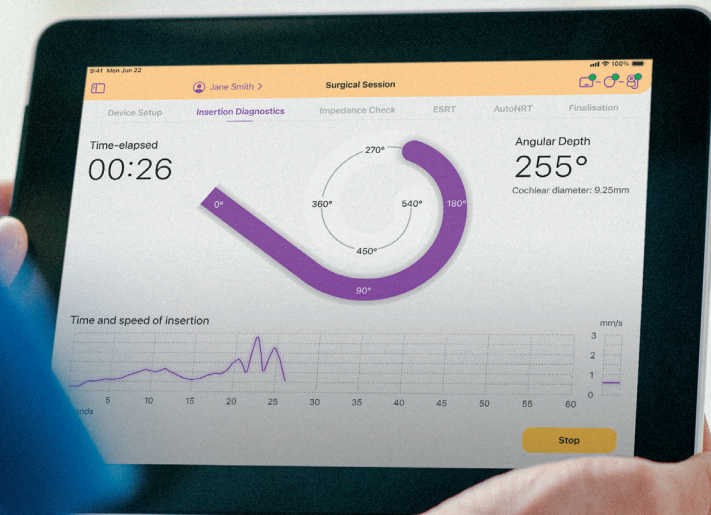 9:41 Mon Jun 22
100%
Jane Smith
Surgical Session
Device Setup
Insertion Diagnostics
Impedance Check
ESRT
AutoNRT
Finalisation
Time-elapsed
00:26
Angular Depth
255°
Cochlear diameter: 9.25mm
270°
0°
360°
540°
180°
450°
90°
Time and speed of insertion
mm/s
3
2
1
0
5
10
15
20
25
30
35
40
45
50
55
60
Stop